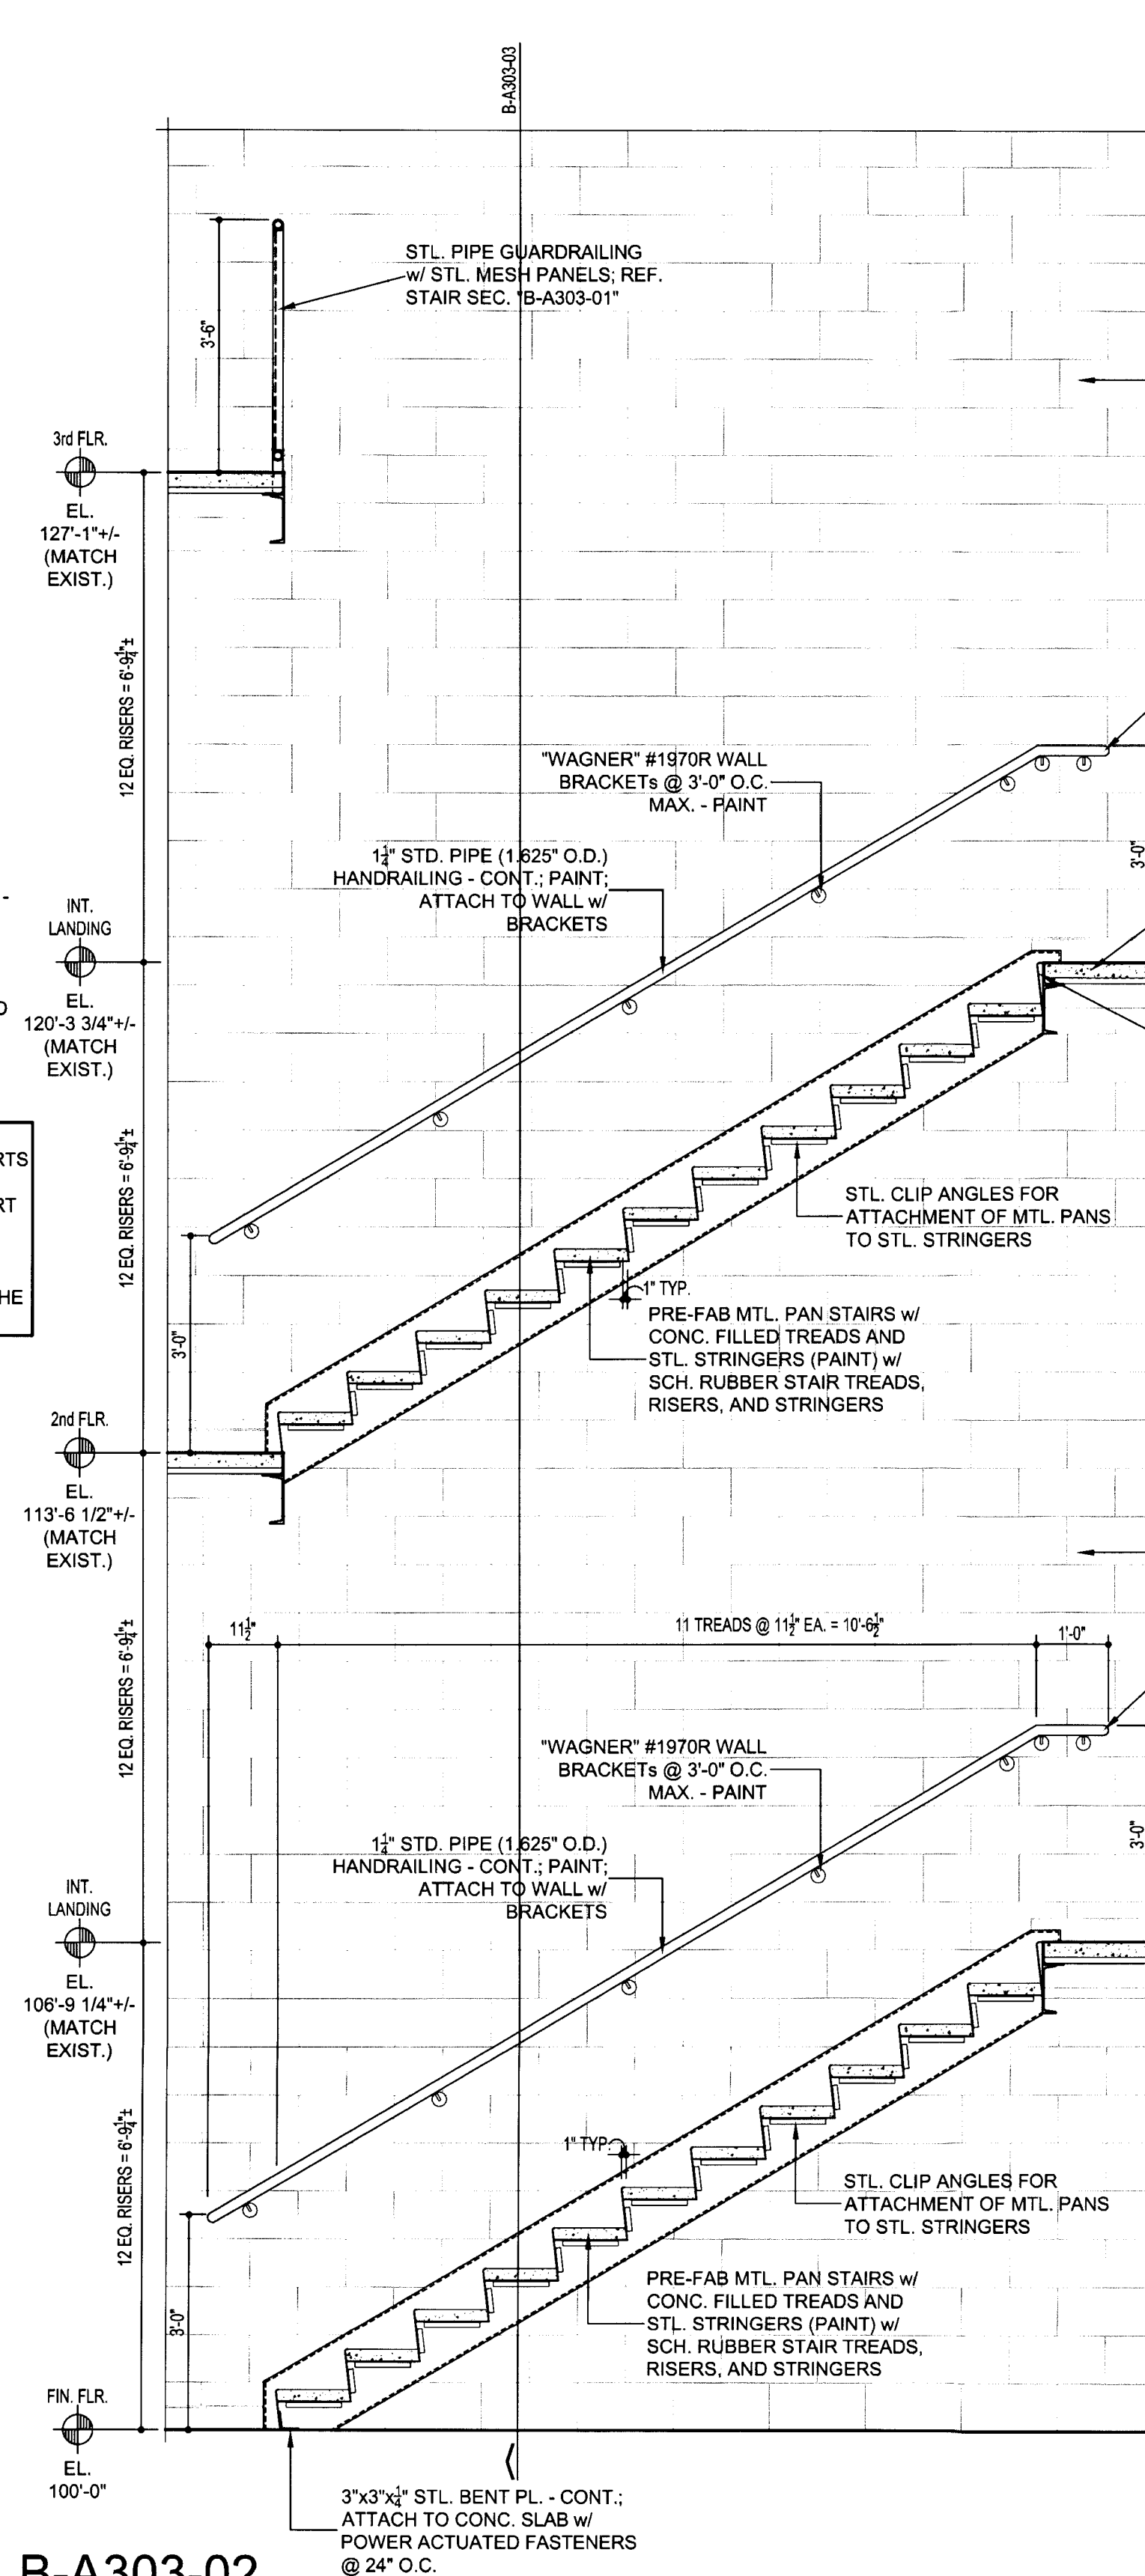 B-A303-03
STL. PIPE GUARDRAILING
w/ STL. MESH PANELS; REF.
STAIR SEC. "B-A303-01"
3'-6"
3rd FLR.
EL.
127'-1"+/-
(MATCH
EXIST.)
12 EQ. RISERS = 6'-9¼"±
"WAGNER" #1970R WALL
BRACKETs @ 3'-0" O.C.
MAX. - PAINT
1¼" STD. PIPE (1.625" O.D.)
HANDRAILING - CONT.; PAINT;
ATTACH TO WALL w/
BRACKETS
3'-0"
INT.
LANDING
EL.
120'-3 3/4"+/-
(MATCH
EXIST.)
12 EQ. RISERS = 6'-9¼"±
RTS
RT
HE
STL. CLIP ANGLES FOR
ATTACHMENT OF MTL. PANS
TO STL. STRINGERS
1" TYP.
PRE-FAB MTL. PAN STAIRS w/
CONC. FILLED TREADS AND
STL. STRINGERS (PAINT) w/
SCH. RUBBER STAIR TREADS,
RISERS, AND STRINGERS
3'-0"
2nd FLR.
EL.
113'-6 1/2"+/-
(MATCH
EXIST.)
12 EQ. RISERS = 6'-9¼"±
11½"
11 TREADS @ 11½" EA. = 10'-6½"
1'-0"
"WAGNER" #1970R WALL
BRACKETs @ 3'-0" O.C.
MAX. - PAINT
1¼" STD. PIPE (1.625" O.D.)
HANDRAILING - CONT.; PAINT;
ATTACH TO WALL w/
BRACKETS
3'-0"
INT.
LANDING
EL.
106'-9 1/4"+/-
(MATCH
EXIST.)
12 EQ. RISERS = 6'-9¼"±
1" TYP
STL. CLIP ANGLES FOR
ATTACHMENT OF MTL. PANS
TO STL. STRINGERS
PRE-FAB MTL. PAN STAIRS w/
CONC. FILLED TREADS AND
STL. STRINGERS (PAINT) w/
SCH. RUBBER STAIR TREADS,
RISERS, AND STRINGERS
3'-0"
FIN. FLR.
EL.
100'-0"
3"x3"x¼" STL. BENT PL. - CONT.;
ATTACH TO CONC. SLAB w/
POWER ACTUATED FASTENERS
@ 24" O.C.
B-A303-02